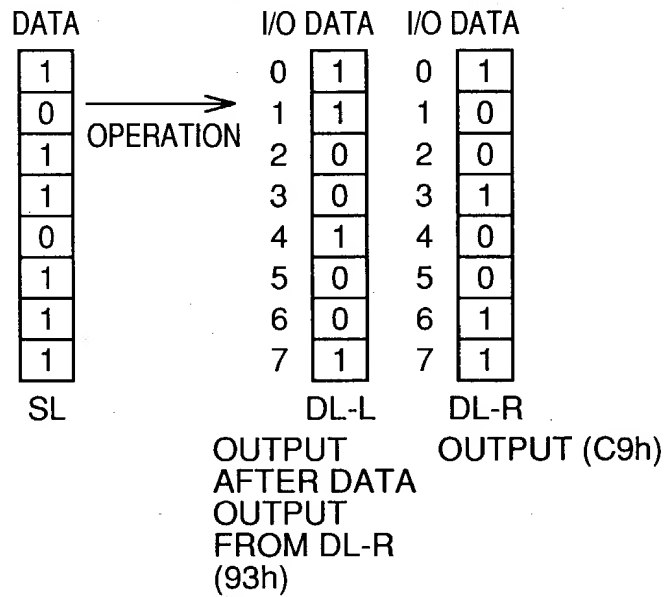 DATA I/O DATA I/O DATA
1 0 1 0 1
0 1 1 1 0
OPERATION
1 2 0 2 0
1 3 0 3 1
0 4 1 4 0
1 5 0 5 0
1 6 0 6 1
1 7 1 7 1
SL DL-L DL-R
OUTPUT OUTPUT (C9h)
AFTER DATA
OUTPUT
FROM DL-R
(93h)